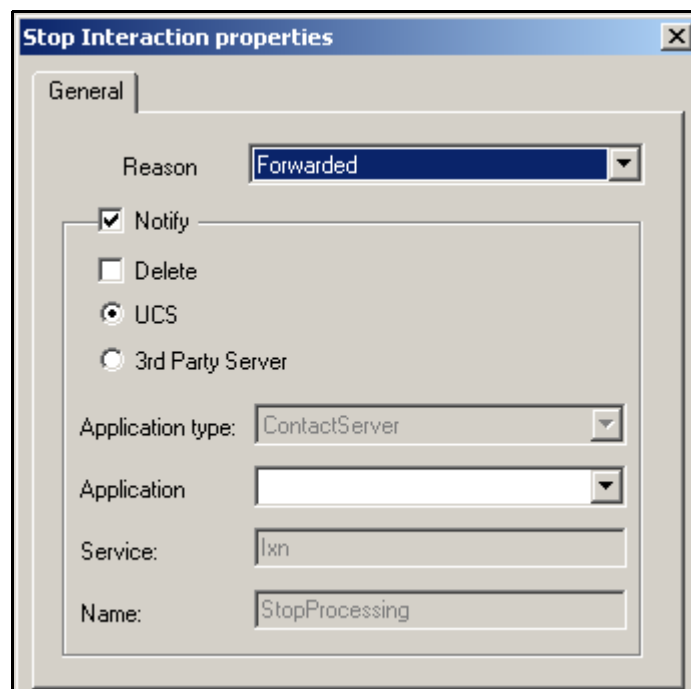 Stop Interaction properties
General
Reason Forwarded
Notify
Delete
UCS
3rd Party Server
Application type: ContactServer
Application
Service: Ixn
Name: StopProcessing